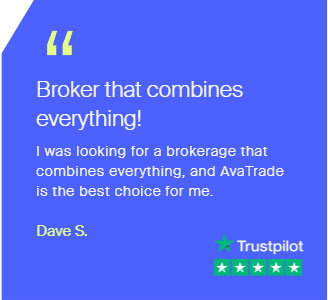 “
Broker that combines
everything!
I was looking for a brokerage that
combines everything, and AvaTrade
is the best choice for me.
Dave S.
Trustpilot